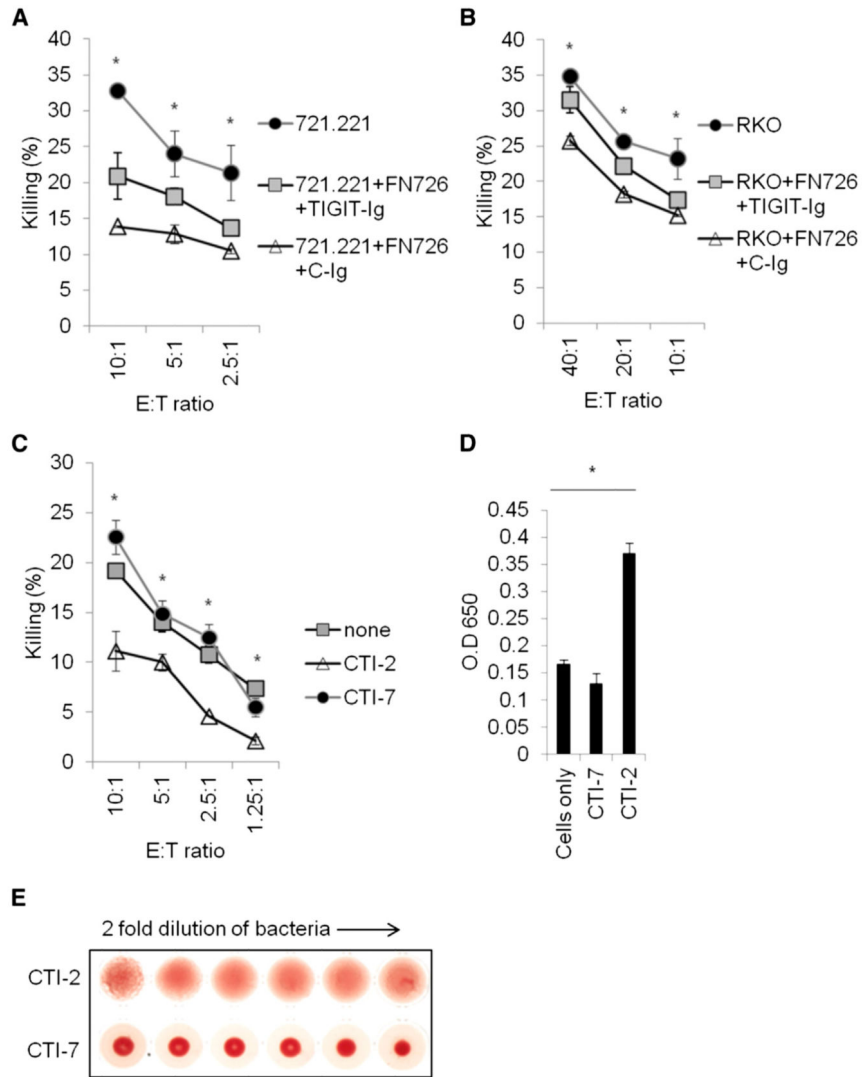 A
40
35
30
25
20
15
10
5
0
Killing (%)
*
*
*
10:1
5:1
2.5:1
E:T ratio
721.221
721.221+FN726
+TIGIT-Ig
721.221+FN726
+C-Ig
B
40
35
30
25
20
15
10
5
0
Killing (%)
*
*
*
40:1
20:1
10:1
E:T ratio
RKO
RKO+FN726
+TIGIT-Ig
RKO+FN726
+C-Ig
C
30
25
20
15
10
5
0
Killing (%)
*
*
*
*
10:1
5:1
2.5:1
1.25:1
E:T ratio
none
CTI-2
CTI-7
D
*
0.45
0.4
0.35
0.3
0.25
0.2
0.15
0.1
0.05
0
O.D 650
Cells only
CTI-7
CTI-2
E
2 fold dilution of bacteria
CTI-2
CTI-7